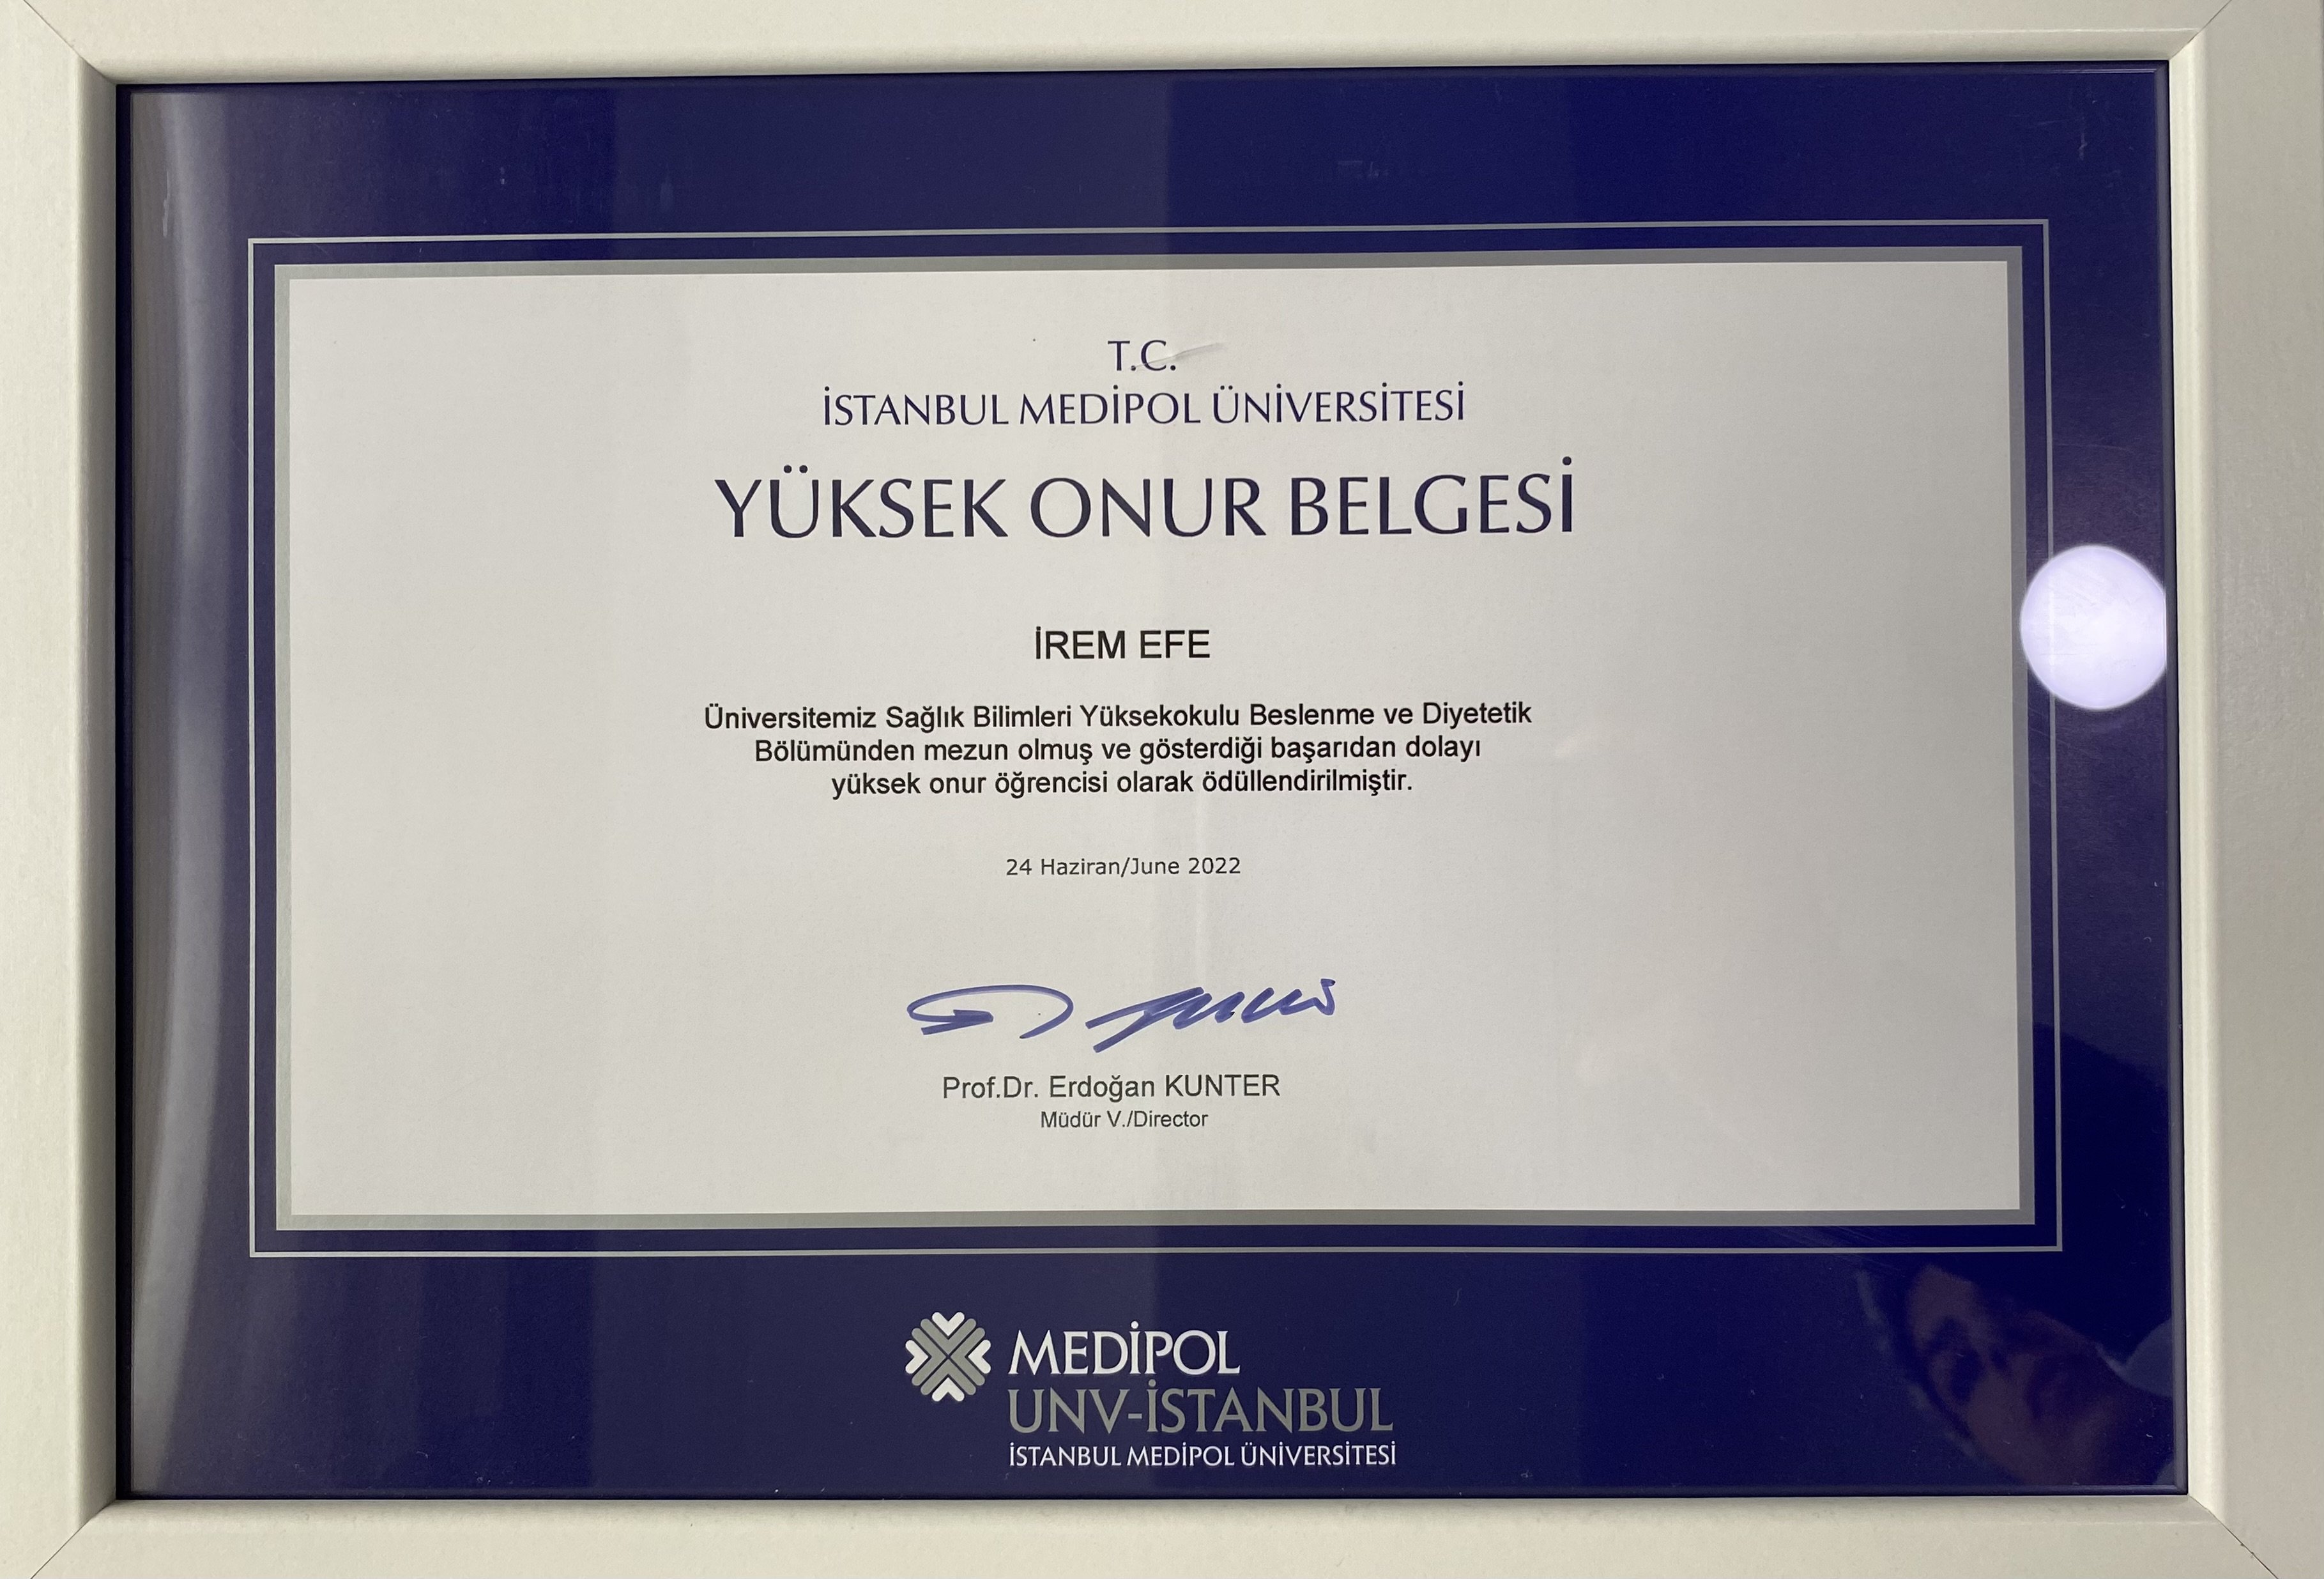 T.C.
İSTANBUL MEDİPOL ÜNİVERSİTESİ
YÜKSEK ONUR BELGESİ
İREM EFE
Üniversitemiz Sağlık Bilimleri Yüksekokulu Beslenme ve Diyetetik
Bölümünden mezun olmuş ve gösterdiği başarıdan dolayı
yüksek onur öğrencisi olarak ödüllendirilmiştir.
24 Haziran/June 2022
Prof.Dr. Erdoğan KUNTER
Müdür V./Director
MEDİPOL
UNV-İSTANBUL
İSTANBUL MEDİPOL ÜNİVERSİTESİ